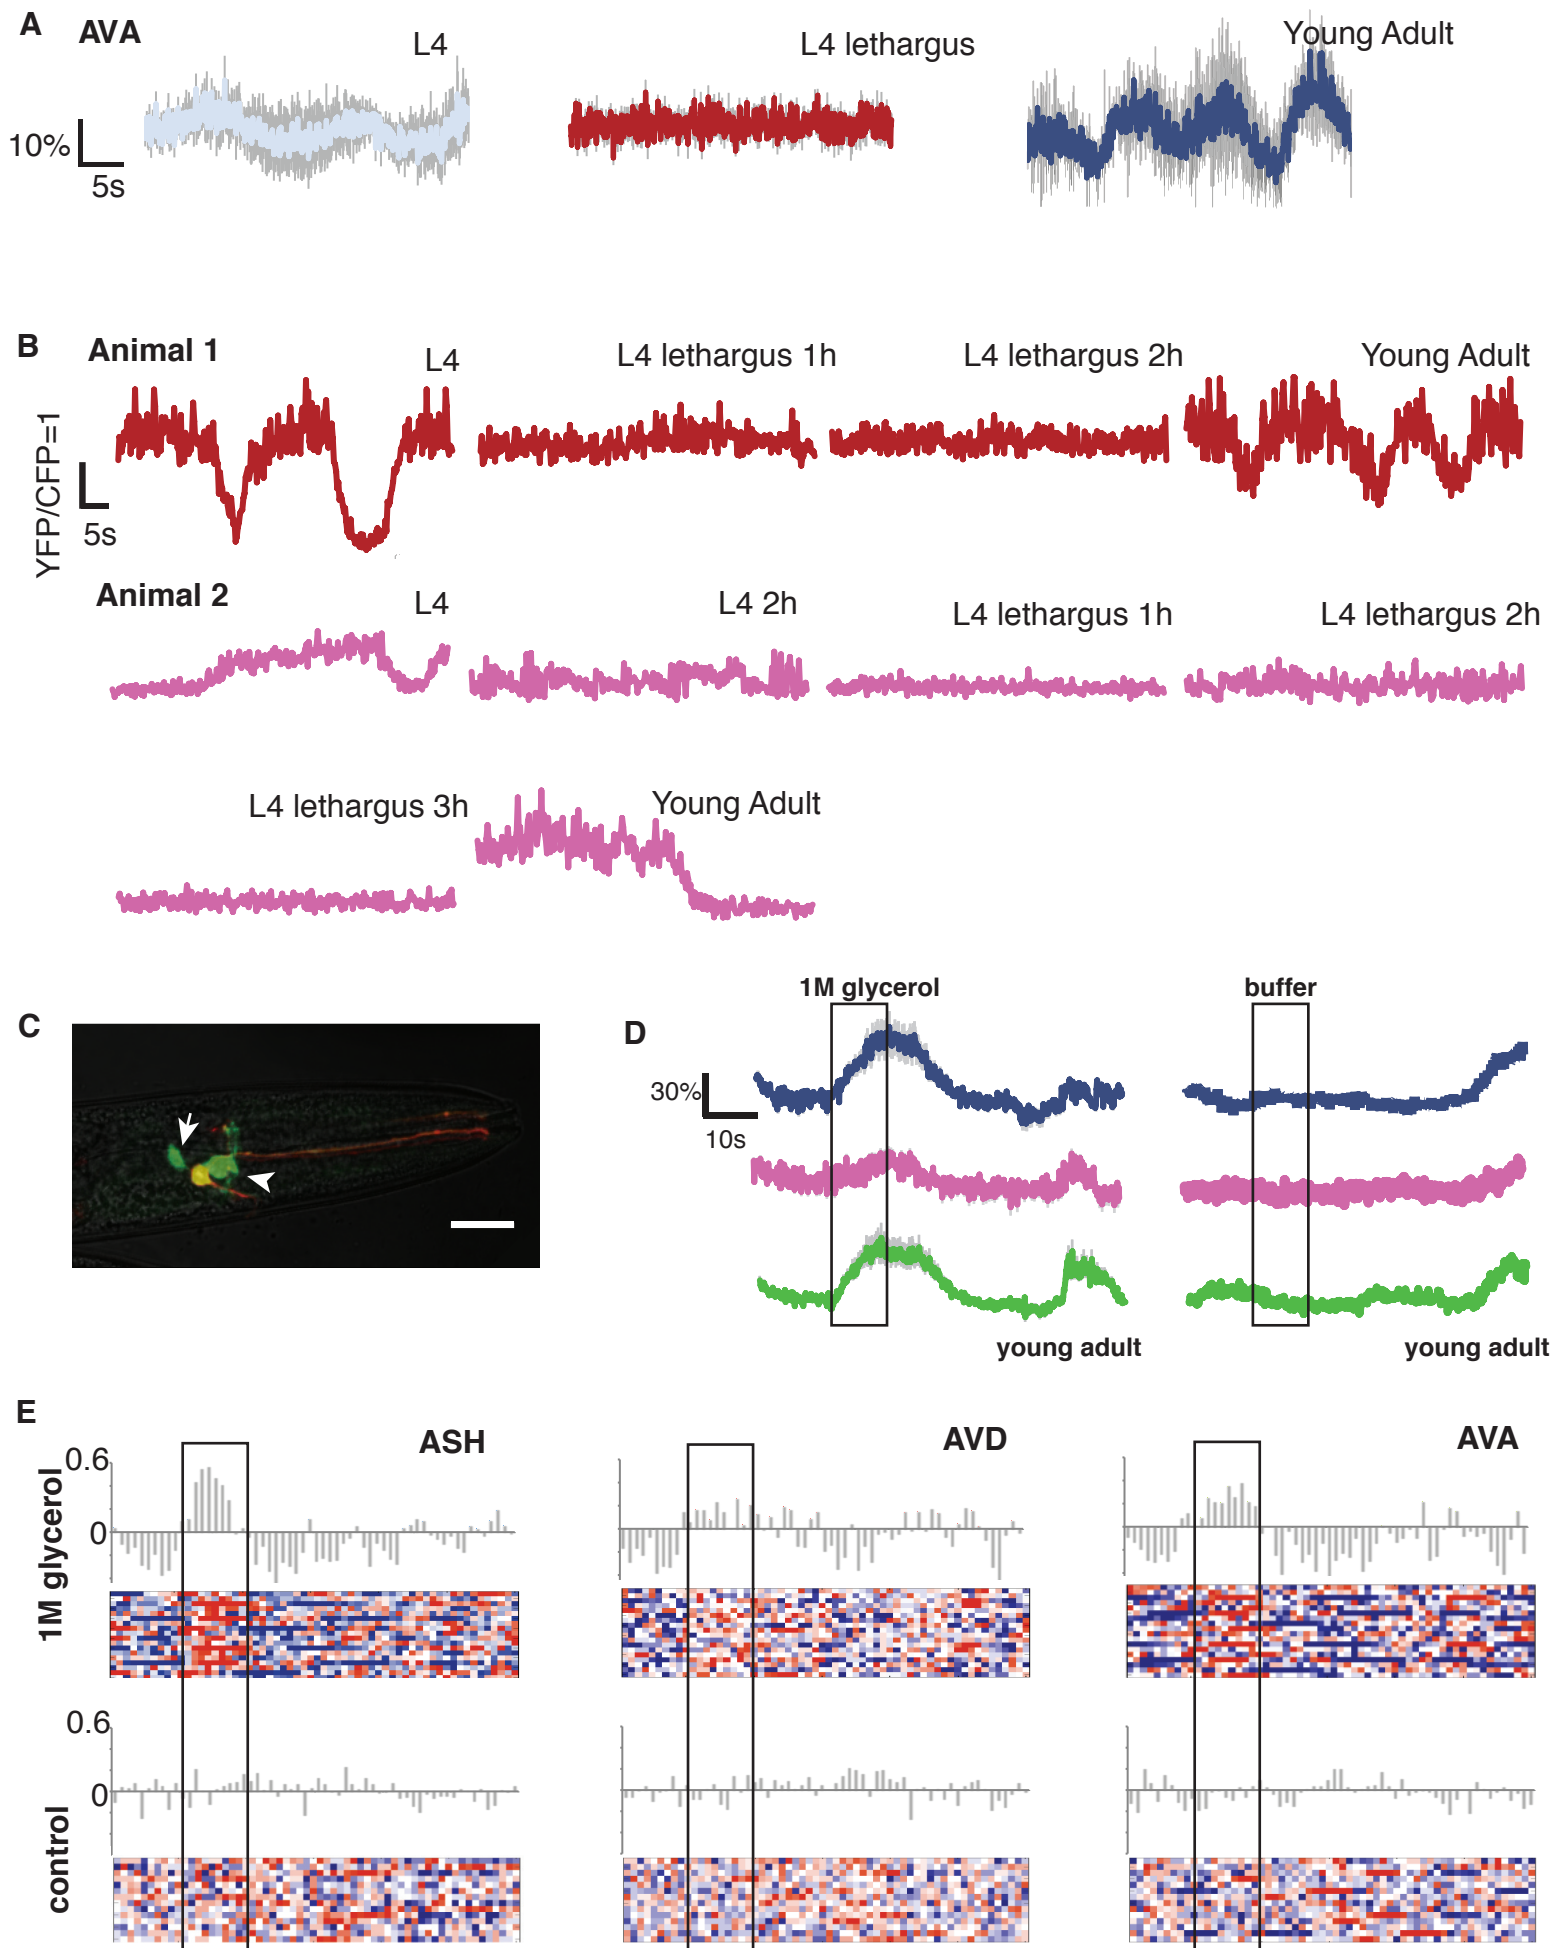 A
AVA
L4
L4 lethargus
Young Adult
10%
5s
B
Animal 1
L4
L4 lethargus 1h
L4 lethargus 2h
Young Adult
YFP/CFP=1
5s
Animal 2
L4
L4 2h
L4 lethargus 1h
L4 lethargus 2h
L4 lethargus 3h
Young Adult
C
D
1M glycerol
buffer
30%
10s
young adult
young adult
E
ASH
AVD
AVA
1M glycerol
0.6
0
control
0.6
0